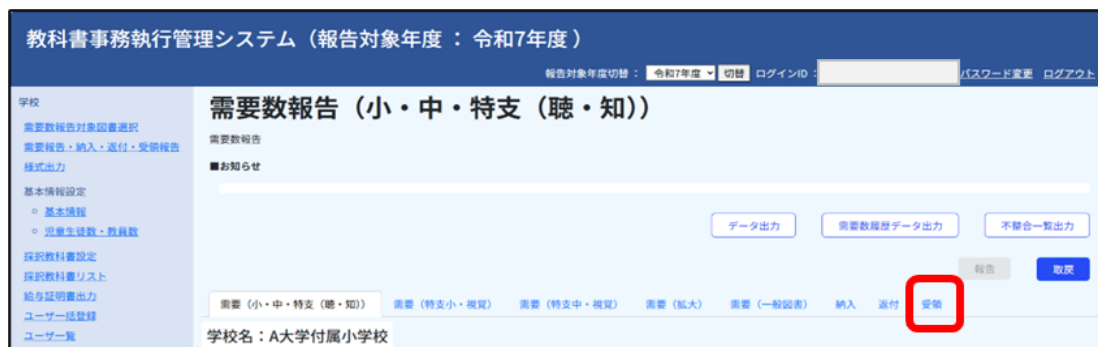 教科書事務執行管理システム（報告対象年度 ： 令和7年度 ）
報告対象年度切替 ： 令和7年度 切替 ログインID : パスワード変更 ログアウト
学校
需要数報告対象図書選択
需要報告・納入・返付・受領報告
様式出力
基本情報設定
基本情報
児童生徒数・教員数
採択教科書設定
採択教科書リスト
給与証明書出力
ユーザー一括登録
ユーザー一覧
需要数報告（小・中・特支（聴・知））
需要数報告
■お知らせ
データ出力 需要数履歴データ出力 不整合一覧出力
報告 取戻
需要（小・中・特支（聴・知）） 需要（特支小・視覚） 需要（特支中・視覚） 需要（拡大） 需要（一般図書） 納入 返付 受領
学校名：A大学付属小学校